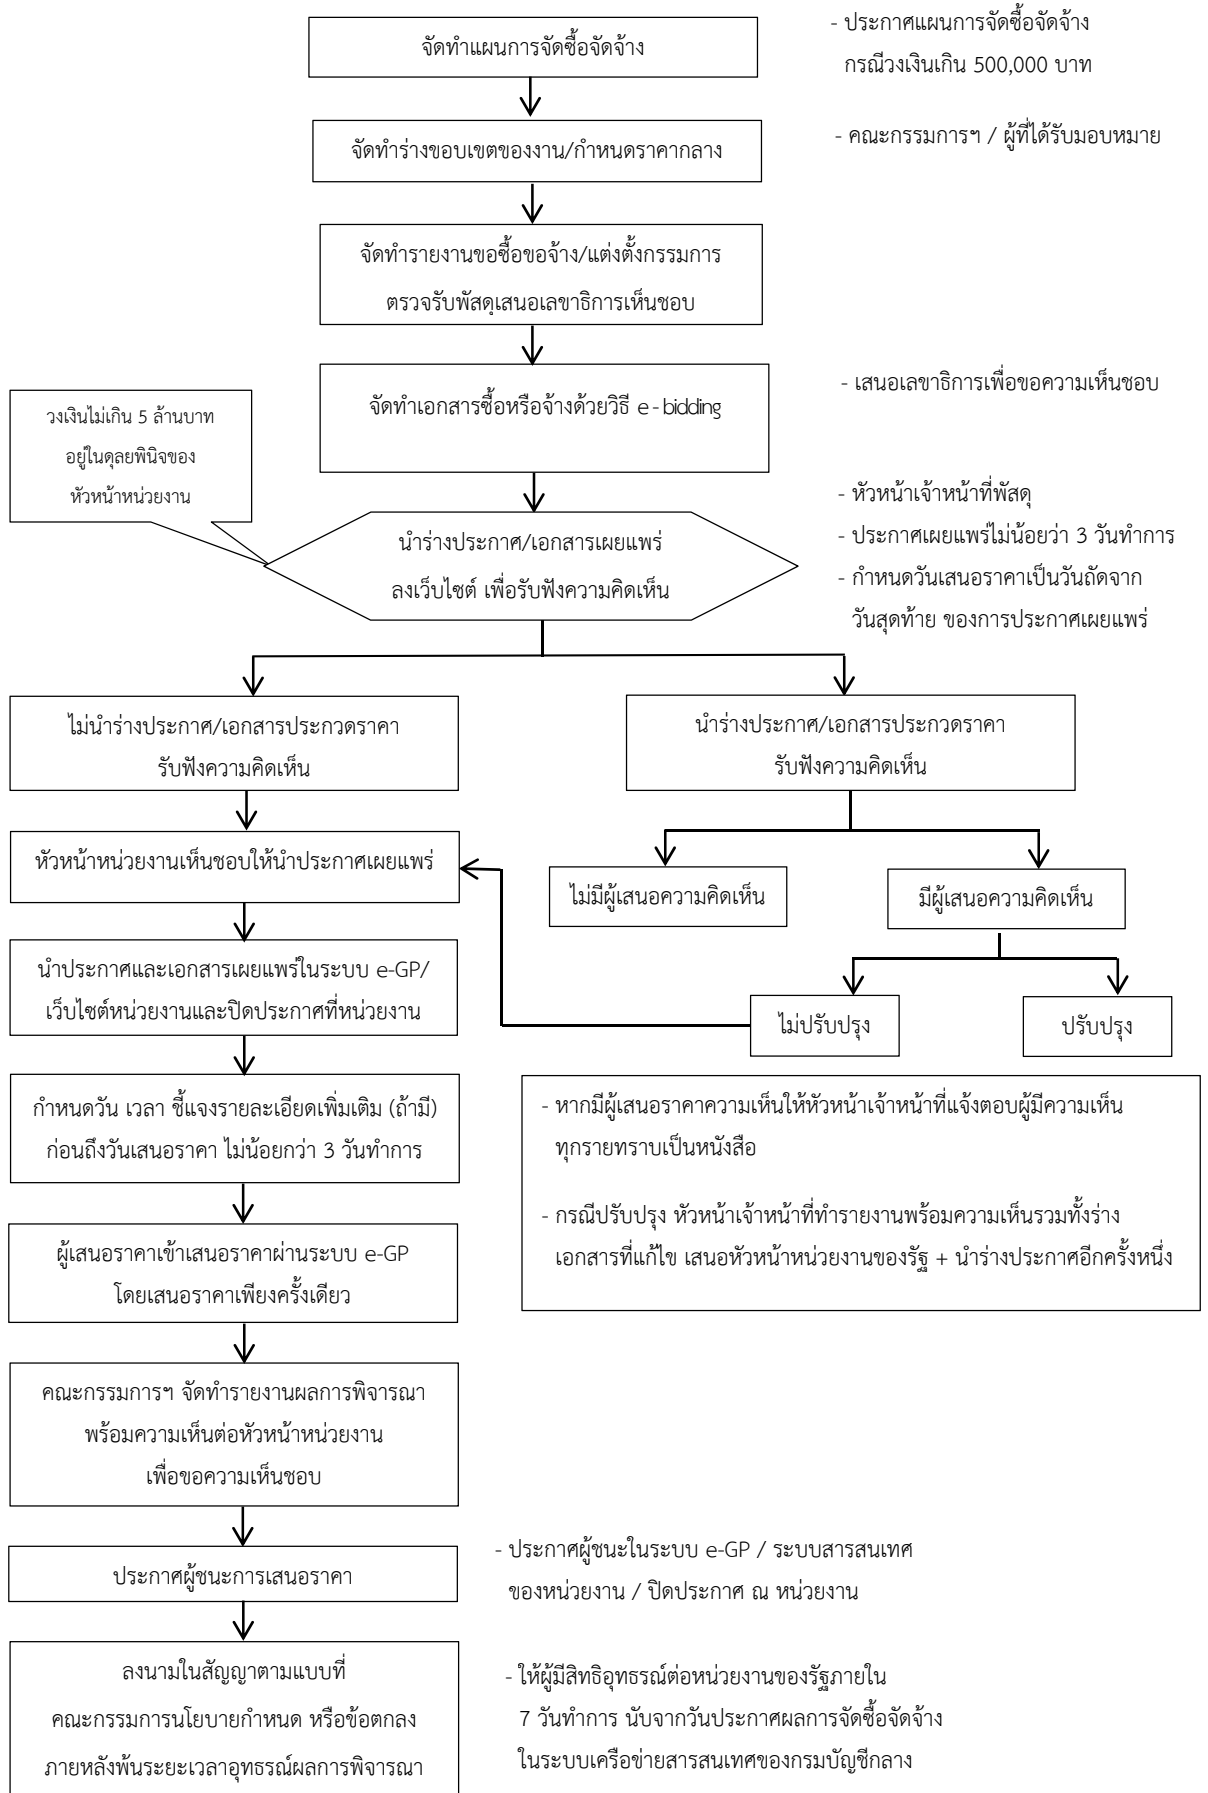 จัดทำแผนการจัดซื้อจัดจ้าง
- ประกาศแผนการจัดซื้อจัดจ้าง
กรณีวงเงินเกิน 500,000 บาท
จัดทำร่างขอบเขตของงาน/กำหนดราคากลาง
- คณะกรรมการฯ / ผู้ที่ได้รับมอบหมาย
จัดทำรายงานขอซื้อขอจ้าง/แต่งตั้งกรรมการ
ตรวจรับพัสดุเสนอเลขาธิการเห็นชอบ
จัดทำเอกสารซื้อหรือจ้างด้วยวิธี e-bidding
- เสนอเลขาธิการเพื่อขอความเห็นชอบ
วงเงินไม่เกิน 5 ล้านบาท
อยู่ในดุลยพินิจของ
หัวหน้าหน่วยงาน
นำร่างประกาศ/เอกสารเผยแพร่
ลงเว็บไซต์ เพื่อรับฟังความคิดเห็น
- หัวหน้าเจ้าหน้าที่พัสดุ
- ประกาศเผยแพร่ไม่น้อยว่า 3 วันทำการ
- กำหนดวันเสนอราคาเป็นวันถัดจาก
วันสุดท้าย ของการประกาศเผยแพร่
ไม่นำร่างประกาศ/เอกสารประกวดราคา
รับฟังความคิดเห็น
นำร่างประกาศ/เอกสารประกวดราคา
รับฟังความคิดเห็น
หัวหน้าหน่วยงานเห็นชอบให้นำประกาศเผยแพร่
ไม่มีผู้เสนอความคิดเห็น
มีผู้เสนอความคิดเห็น
นำประกาศและเอกสารเผยแพร่ในระบบ e-GP/
เว็บไซต์หน่วยงานและปิดประกาศที่หน่วยงาน
ไม่ปรับปรุง
ปรับปรุง
กำหนดวัน เวลา ชี้แจงรายละเอียดเพิ่มเติม (ถ้ามี)
ก่อนถึงวันเสนอราคา ไม่น้อยกว่า 3 วันทำการ
- หากมีผู้เสนอราคาความเห็นให้หัวหน้าเจ้าหน้าที่แจ้งตอบผู้มีความเห็น
ทุกรายทราบเป็นหนังสือ
- กรณีปรับปรุง หัวหน้าเจ้าหน้าที่ทำรายงานพร้อมความเห็นรวมทั้งร่าง
เอกสารที่แก้ไข เสนอหัวหน้าหน่วยงานของรัฐ + นำร่างประกาศอีกครั้งหนึ่ง
ผู้เสนอราคาเข้าเสนอราคาผ่านระบบ e-GP
โดยเสนอราคาเพียงครั้งเดียว
คณะกรรมการฯ จัดทำรายงานผลการพิจารณา
พร้อมความเห็นต่อหัวหน้าหน่วยงาน
เพื่อขอความเห็นชอบ
ประกาศผู้ชนะการเสนอราคา
- ประกาศผู้ชนะในระบบ e-GP / ระบบสารสนเทศ
ของหน่วยงาน / ปิดประกาศ ณ หน่วยงาน
ลงนามในสัญญาตามแบบที่
คณะกรรมการนโยบายกำหนด หรือข้อตกลง
ภายหลังพ้นระยะเวลาอุทธรณ์ผลการพิจารณา
- ให้ผู้มีสิทธิอุทธรณ์ต่อหน่วยงานของรัฐภายใน
7 วันทำการ นับจากวันประกาศผลการจัดซื้อจัดจ้าง
ในระบบเครือข่ายสารสนเทศของกรมบัญชีกลาง